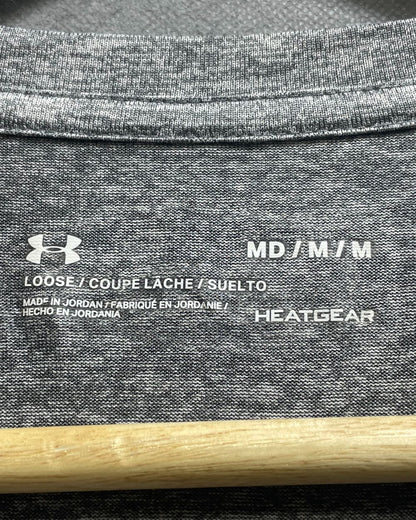 MD / M / M
LOOSE / COUPE LÂCHE / SUELTO
MADE IN JORDAN / FABRIQUÉ EN JORDANIE /
HECHO EN JORDANIA
HEATGEAR